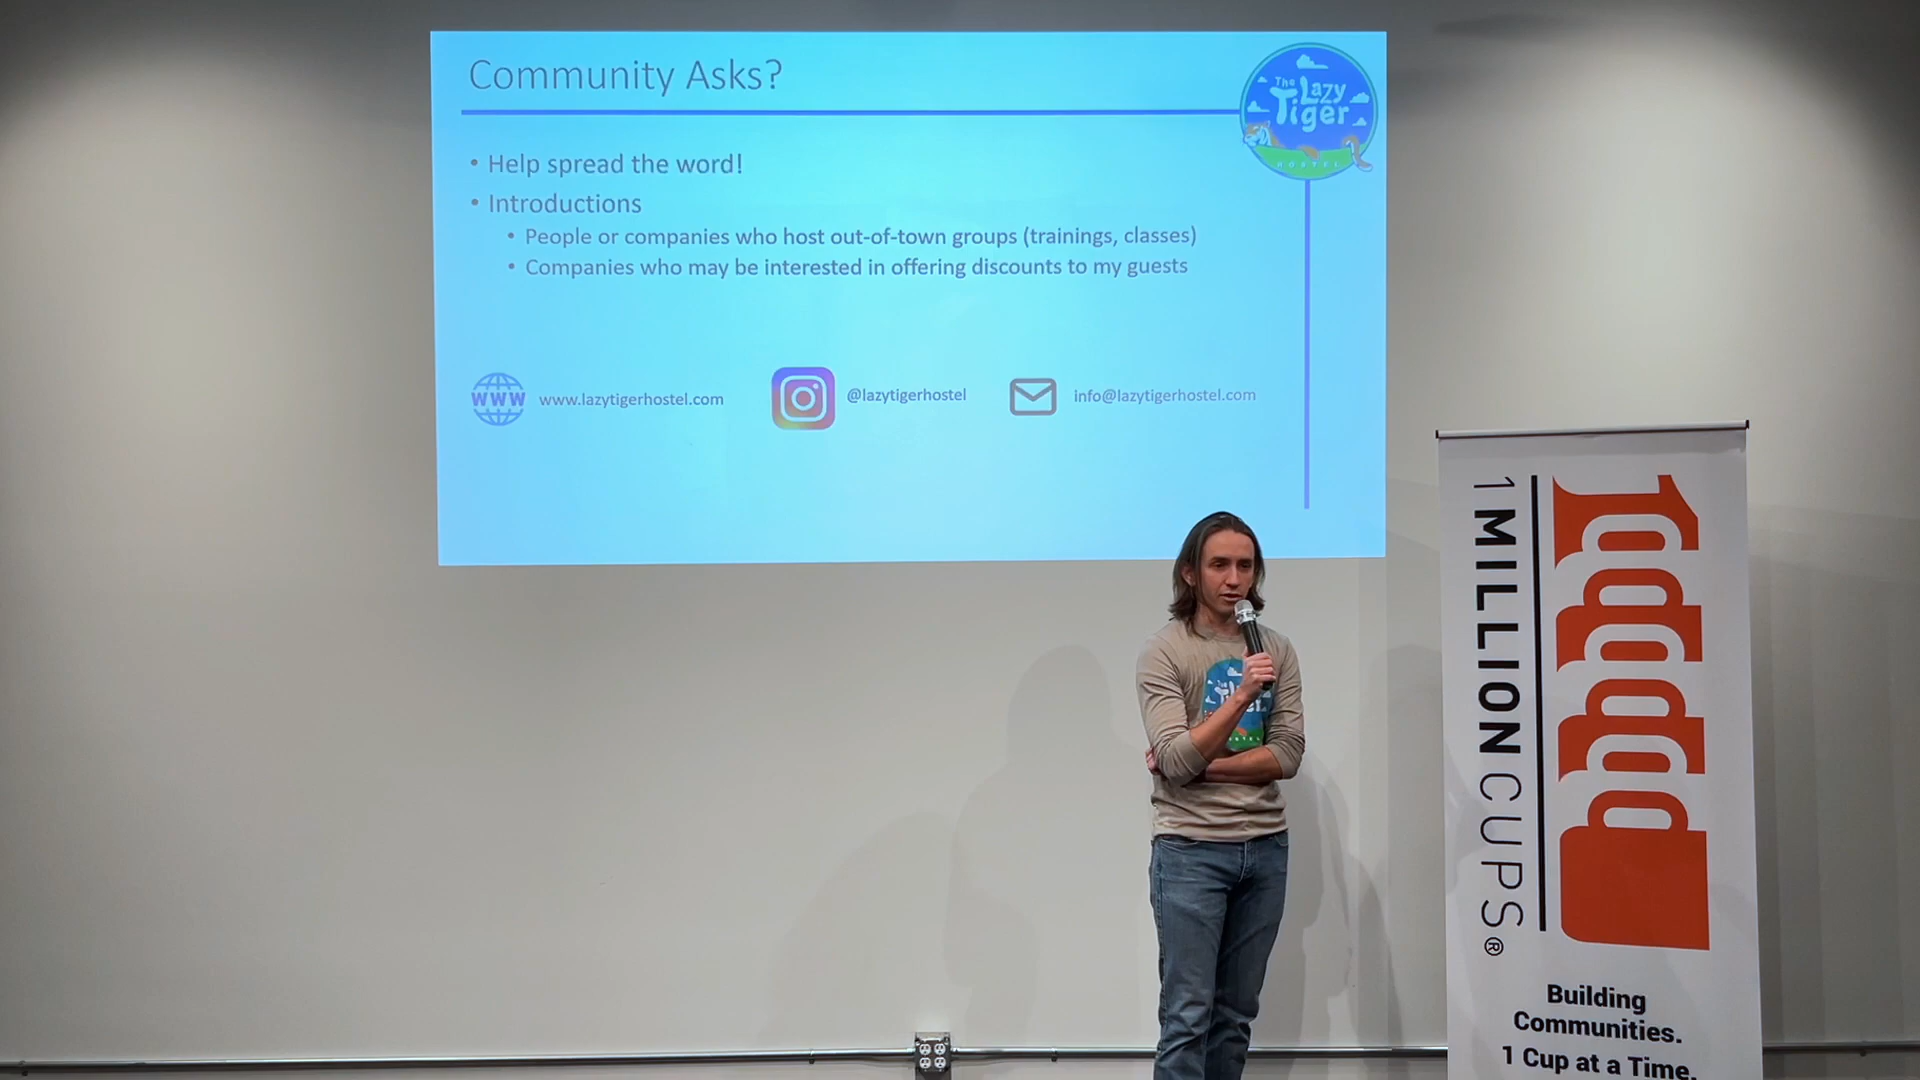 Community Asks?
The Lazy Tiger
HOSTEL
• Help spread the word!
• Introductions
• People or companies who host out-of-town groups (trainings, classes)
• Companies who may be interested in offering discounts to my guests
WWW
www.lazytigerhostel.com
@lazytigerhostel
info@lazytigerhostel.com
1 MILLION CUPS®
Building
Communities.
1 Cup at a Time.